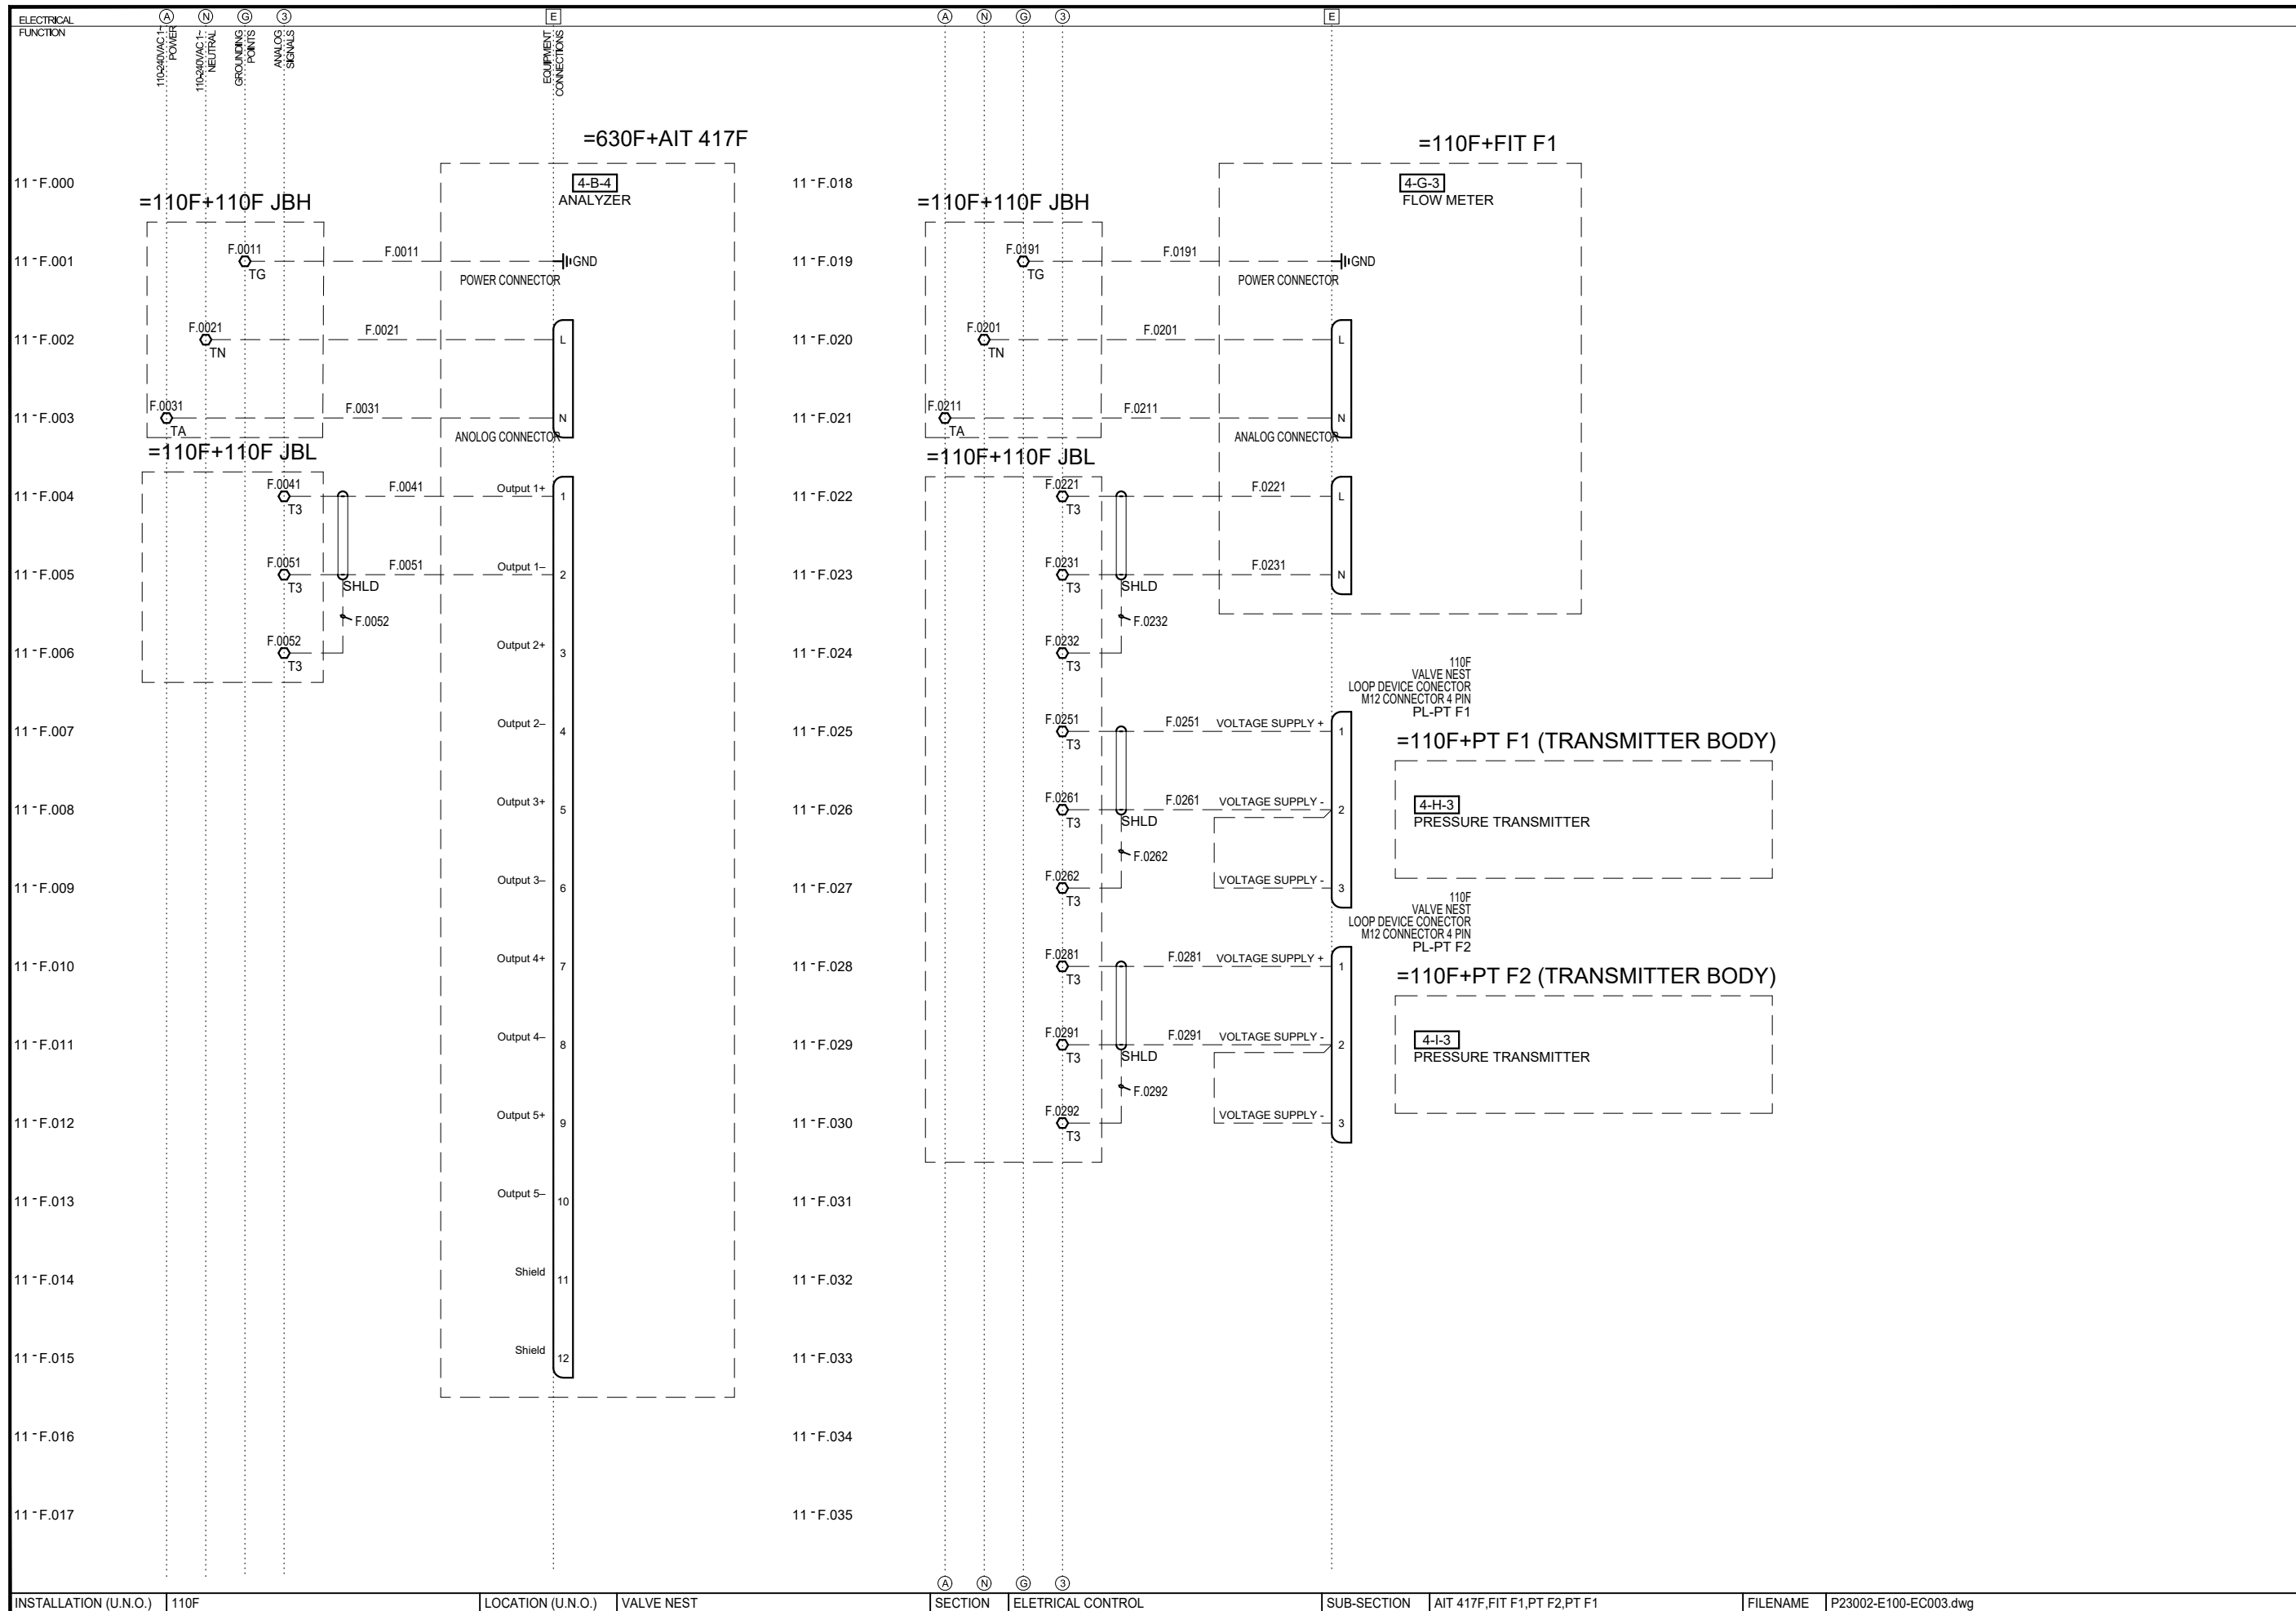 ELECTRICAL
FUNCTION
A N G 3 E A N G 3 E
110-240VAC 1~
POWER
110-240VAC 1~
NEUTRAL
GROUNDING
POINTS
ANALOG
SIGNALS
EQUIPMENT
CONNECTIONS
=630F+AIT 417F
4-B-4
ANALYZER
11 - F.000
=110F+110F JBH
F.0011
F.0011
11 - F.001
TG
GND
POWER CONNECTOR
F.0021
F.0021
11 - F.002
TN
L
F.0031
F.0031
11 - F.003
TA
N
ANOLOG CONNECTOR
=110F+110F JBL
F.0041
F.0041
Output 1+
11 - F.004
T3
1
F.0051
F.0051
Output 1–
11 - F.005
T3
SHLD
2
F.0052
F.0052
Output 2+
11 - F.006
T3
3
Output 2–
11 - F.007
4
Output 3+
11 - F.008
5
Output 3–
11 - F.009
6
Output 4+
11 - F.010
7
Output 4–
11 - F.011
8
Output 5+
11 - F.012
9
Output 5–
11 - F.013
10
Shield
11 - F.014
11
Shield
11 - F.015
12
11 - F.016
11 - F.017
=110F+FIT F1
4-G-3
FLOW METER
11 - F.018
=110F+110F JBH
F.0191
F.0191
11 - F.019
TG
GND
POWER CONNECTOR
F.0201
F.0201
11 - F.020
TN
L
F.0211
F.0211
11 - F.021
TA
N
ANALOG CONNECTOR
=110F+110F JBL
F.0221
F.0221
11 - F.022
T3
L
F.0231
F.0231
11 - F.023
T3
SHLD
N
F.0232
F.0232
11 - F.024
T3
110F
VALVE NEST
LOOP DEVICE CONECTOR
M12 CONNECTOR 4 PIN
PL-PT F1
F.0251
F.0251
VOLTAGE SUPPLY +
11 - F.025
T3
1
=110F+PT F1 (TRANSMITTER BODY)
F.0261
F.0261
VOLTAGE SUPPLY -
11 - F.026
T3
SHLD
2
4-H-3
PRESSURE TRANSMITTER
F.0262
F.0262
VOLTAGE SUPPLY -
11 - F.027
T3
3
110F
VALVE NEST
LOOP DEVICE CONECTOR
M12 CONNECTOR 4 PIN
PL-PT F2
F.0281
F.0281
VOLTAGE SUPPLY +
11 - F.028
T3
1
=110F+PT F2 (TRANSMITTER BODY)
F.0291
F.0291
VOLTAGE SUPPLY -
11 - F.029
T3
SHLD
2
4-I-3
PRESSURE TRANSMITTER
F.0292
F.0292
VOLTAGE SUPPLY -
11 - F.030
T3
3
11 - F.031
11 - F.032
11 - F.033
11 - F.034
11 - F.035
A N G 3
INSTALLATION (U.N.O.) 110F LOCATION (U.N.O.) VALVE NEST SECTION ELETRICAL CONTROL SUB-SECTION AIT 417F,FIT F1,PT F2,PT F1 FILENAME P23002-E100-EC003.dwg